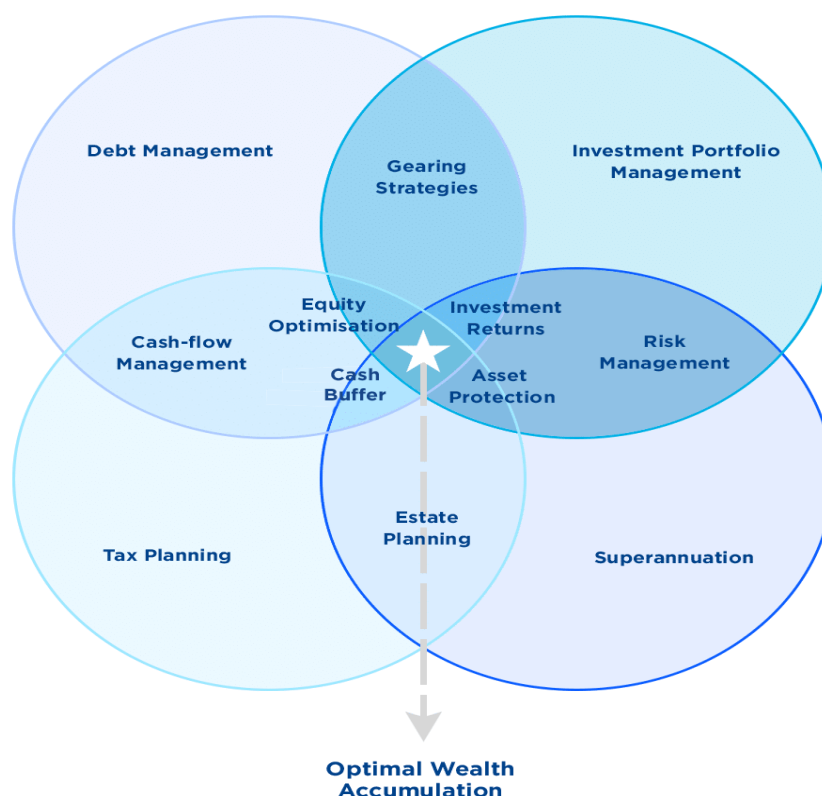 Debt Management
Gearing
Strategies
Investment Portfolio
Management
Equity
Optimisation
Investment
Returns
Cash-flow
Management
Risk
Management
Cash
Buffer
Asset
Protection
Estate
Planning
Tax Planning
Superannuation
Optimal Wealth
Accumulation